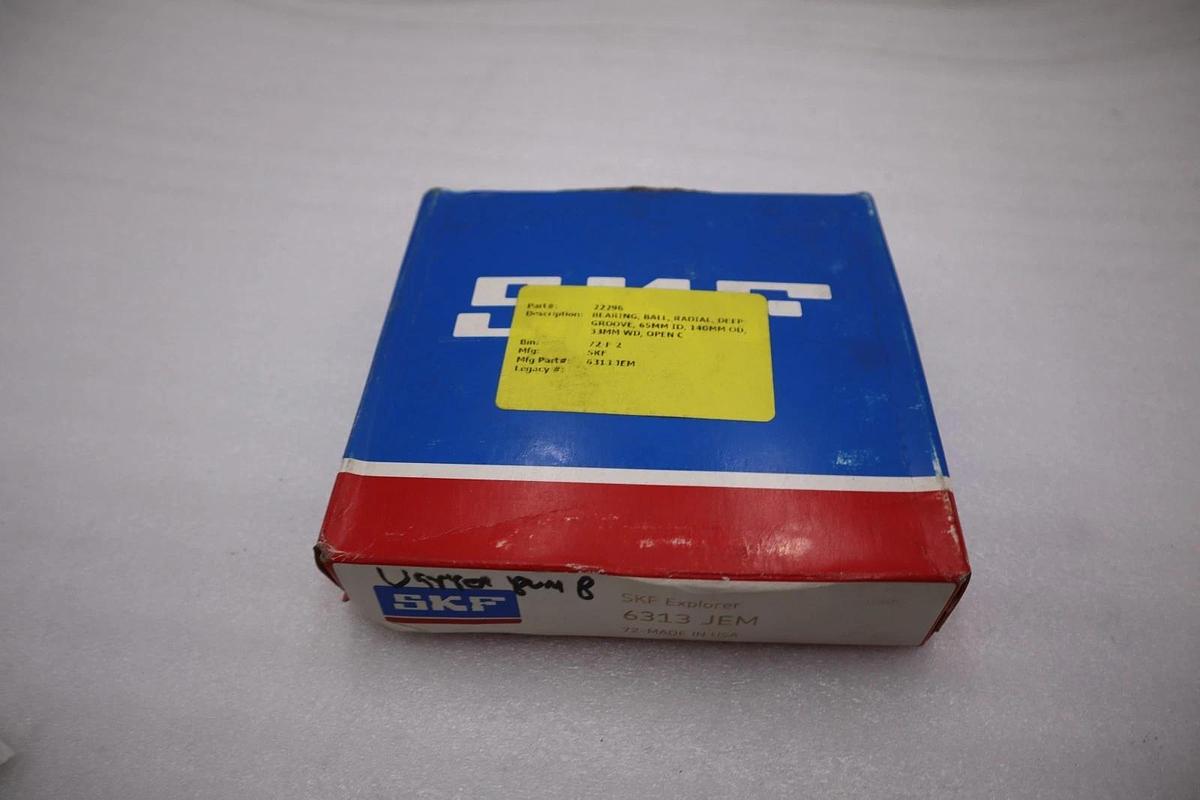 SKF
Part#: 22296
Description: BEARING, BALL, RADIAL, DEEP
GROOVE, 65MM ID, 140MM OD,
33MM WD, OPEN C
Bin: 72-F-2
Mfg: SKF
Mfg Part#: 6313 JEM
Legacy #:
SKF
SKF Explorer
6313 JEM
72 MADE IN USA